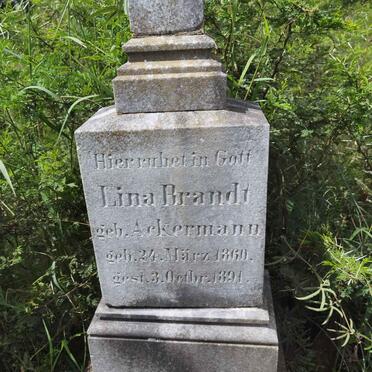 Hier ruhet in Gott
Lina Brandt
geb. Ackermann
geb. 24. März 1860.
gest. 3. Octbr. 1891.